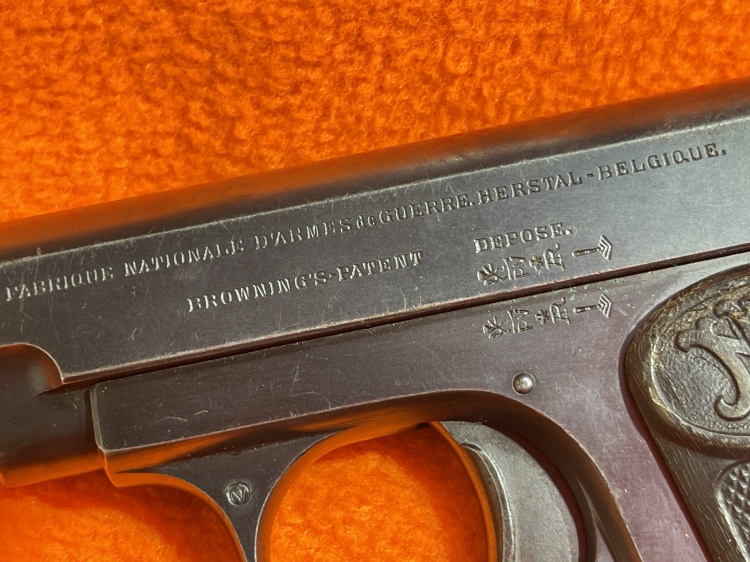 FABRIQUE NATIONALE D'ARMES de GUERRE HERSTAL-BELGIQUE.
BROWNING'S-PATENT DEPOSE.